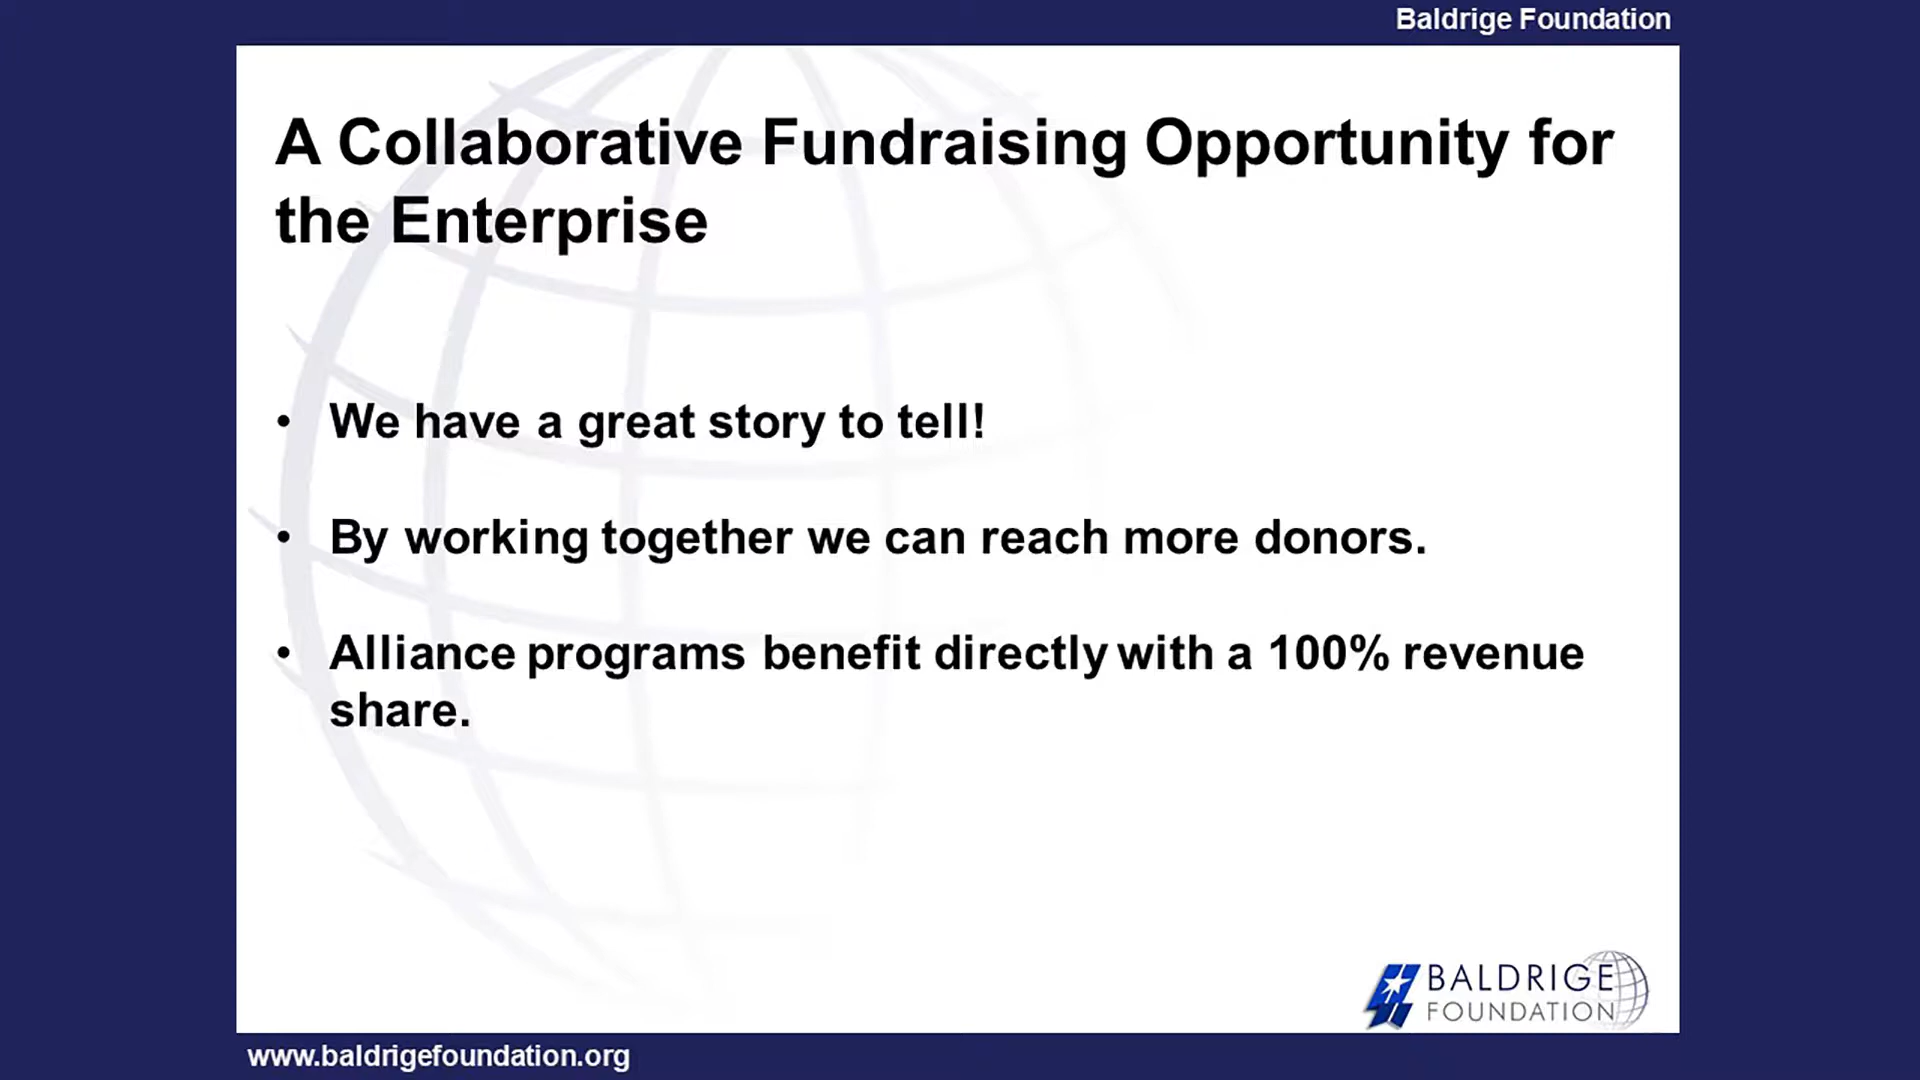 Baldrige Foundation
A Collaborative Fundraising Opportunity for
the Enterprise
• We have a great story to tell!
• By working together we can reach more donors.
• Alliance programs benefit directly with a 100% revenue
share.
BALDRIGE
FOUNDATION
www.baldrigefoundation.org